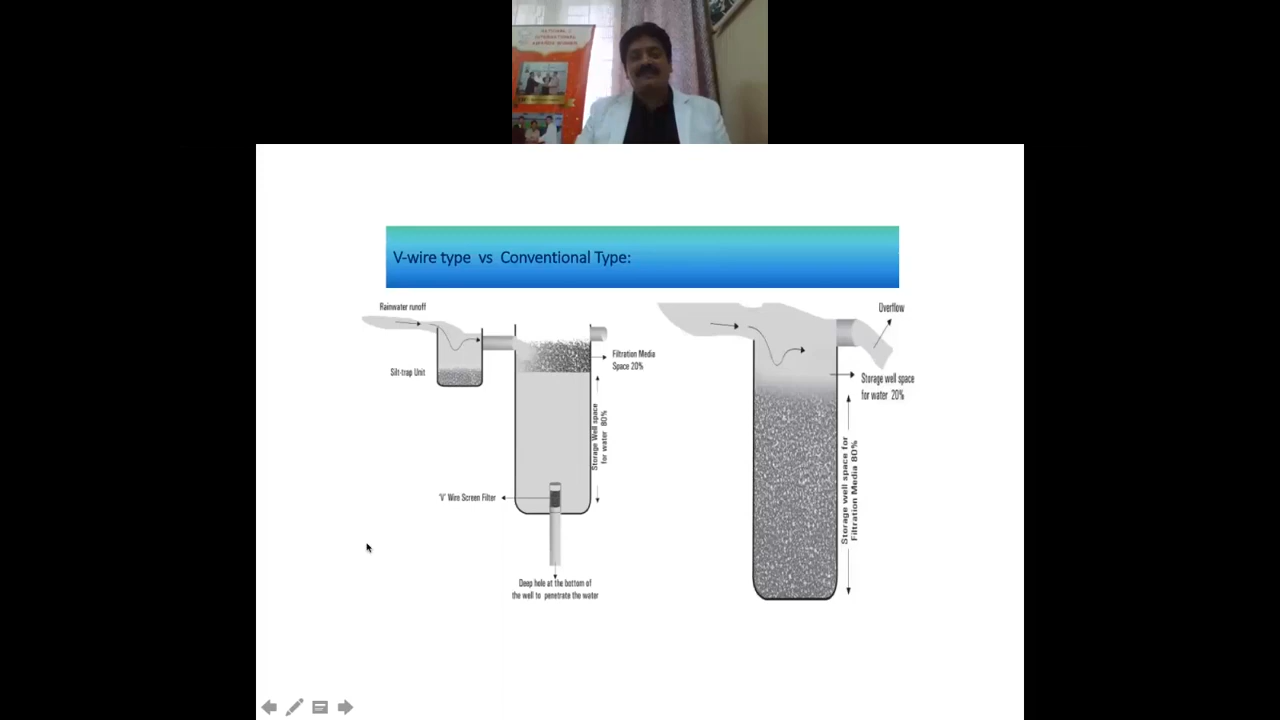 NATIONAL &
INTERNATIONAL
V-wire type vs Conventional Type:
Rainwater runoff
Silt-trap Unit
Filtration Media
Space 20%
Storage Well space
for water 80%
'V' Wire Screen Filter
Deep hole at the bottom of
the well to penetrate the water
Overflow
Storage well space
for water 20%
Storage well space for
Filtration Media 80%